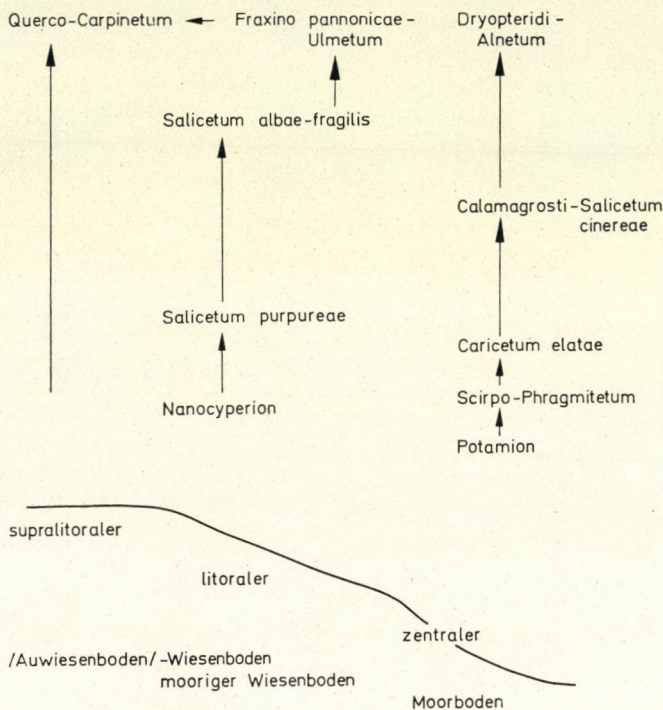 Querco-Carpinetum
Fraxino pannonicae-
Ulmetum
Dryopteridi-
Alnetum
Salicetum albae-fragilis
Calamagrosti-Salicetum
cinereae
Salicetum purpureae
Caricetum elatae
Nanocyperion
Scirpo-Phragmitetum
Potamion
supralitoraler
litoraler
zentraler
/Auwiesenboden/-Wiesenboden
mooriger Wiesenboden
Moorboden